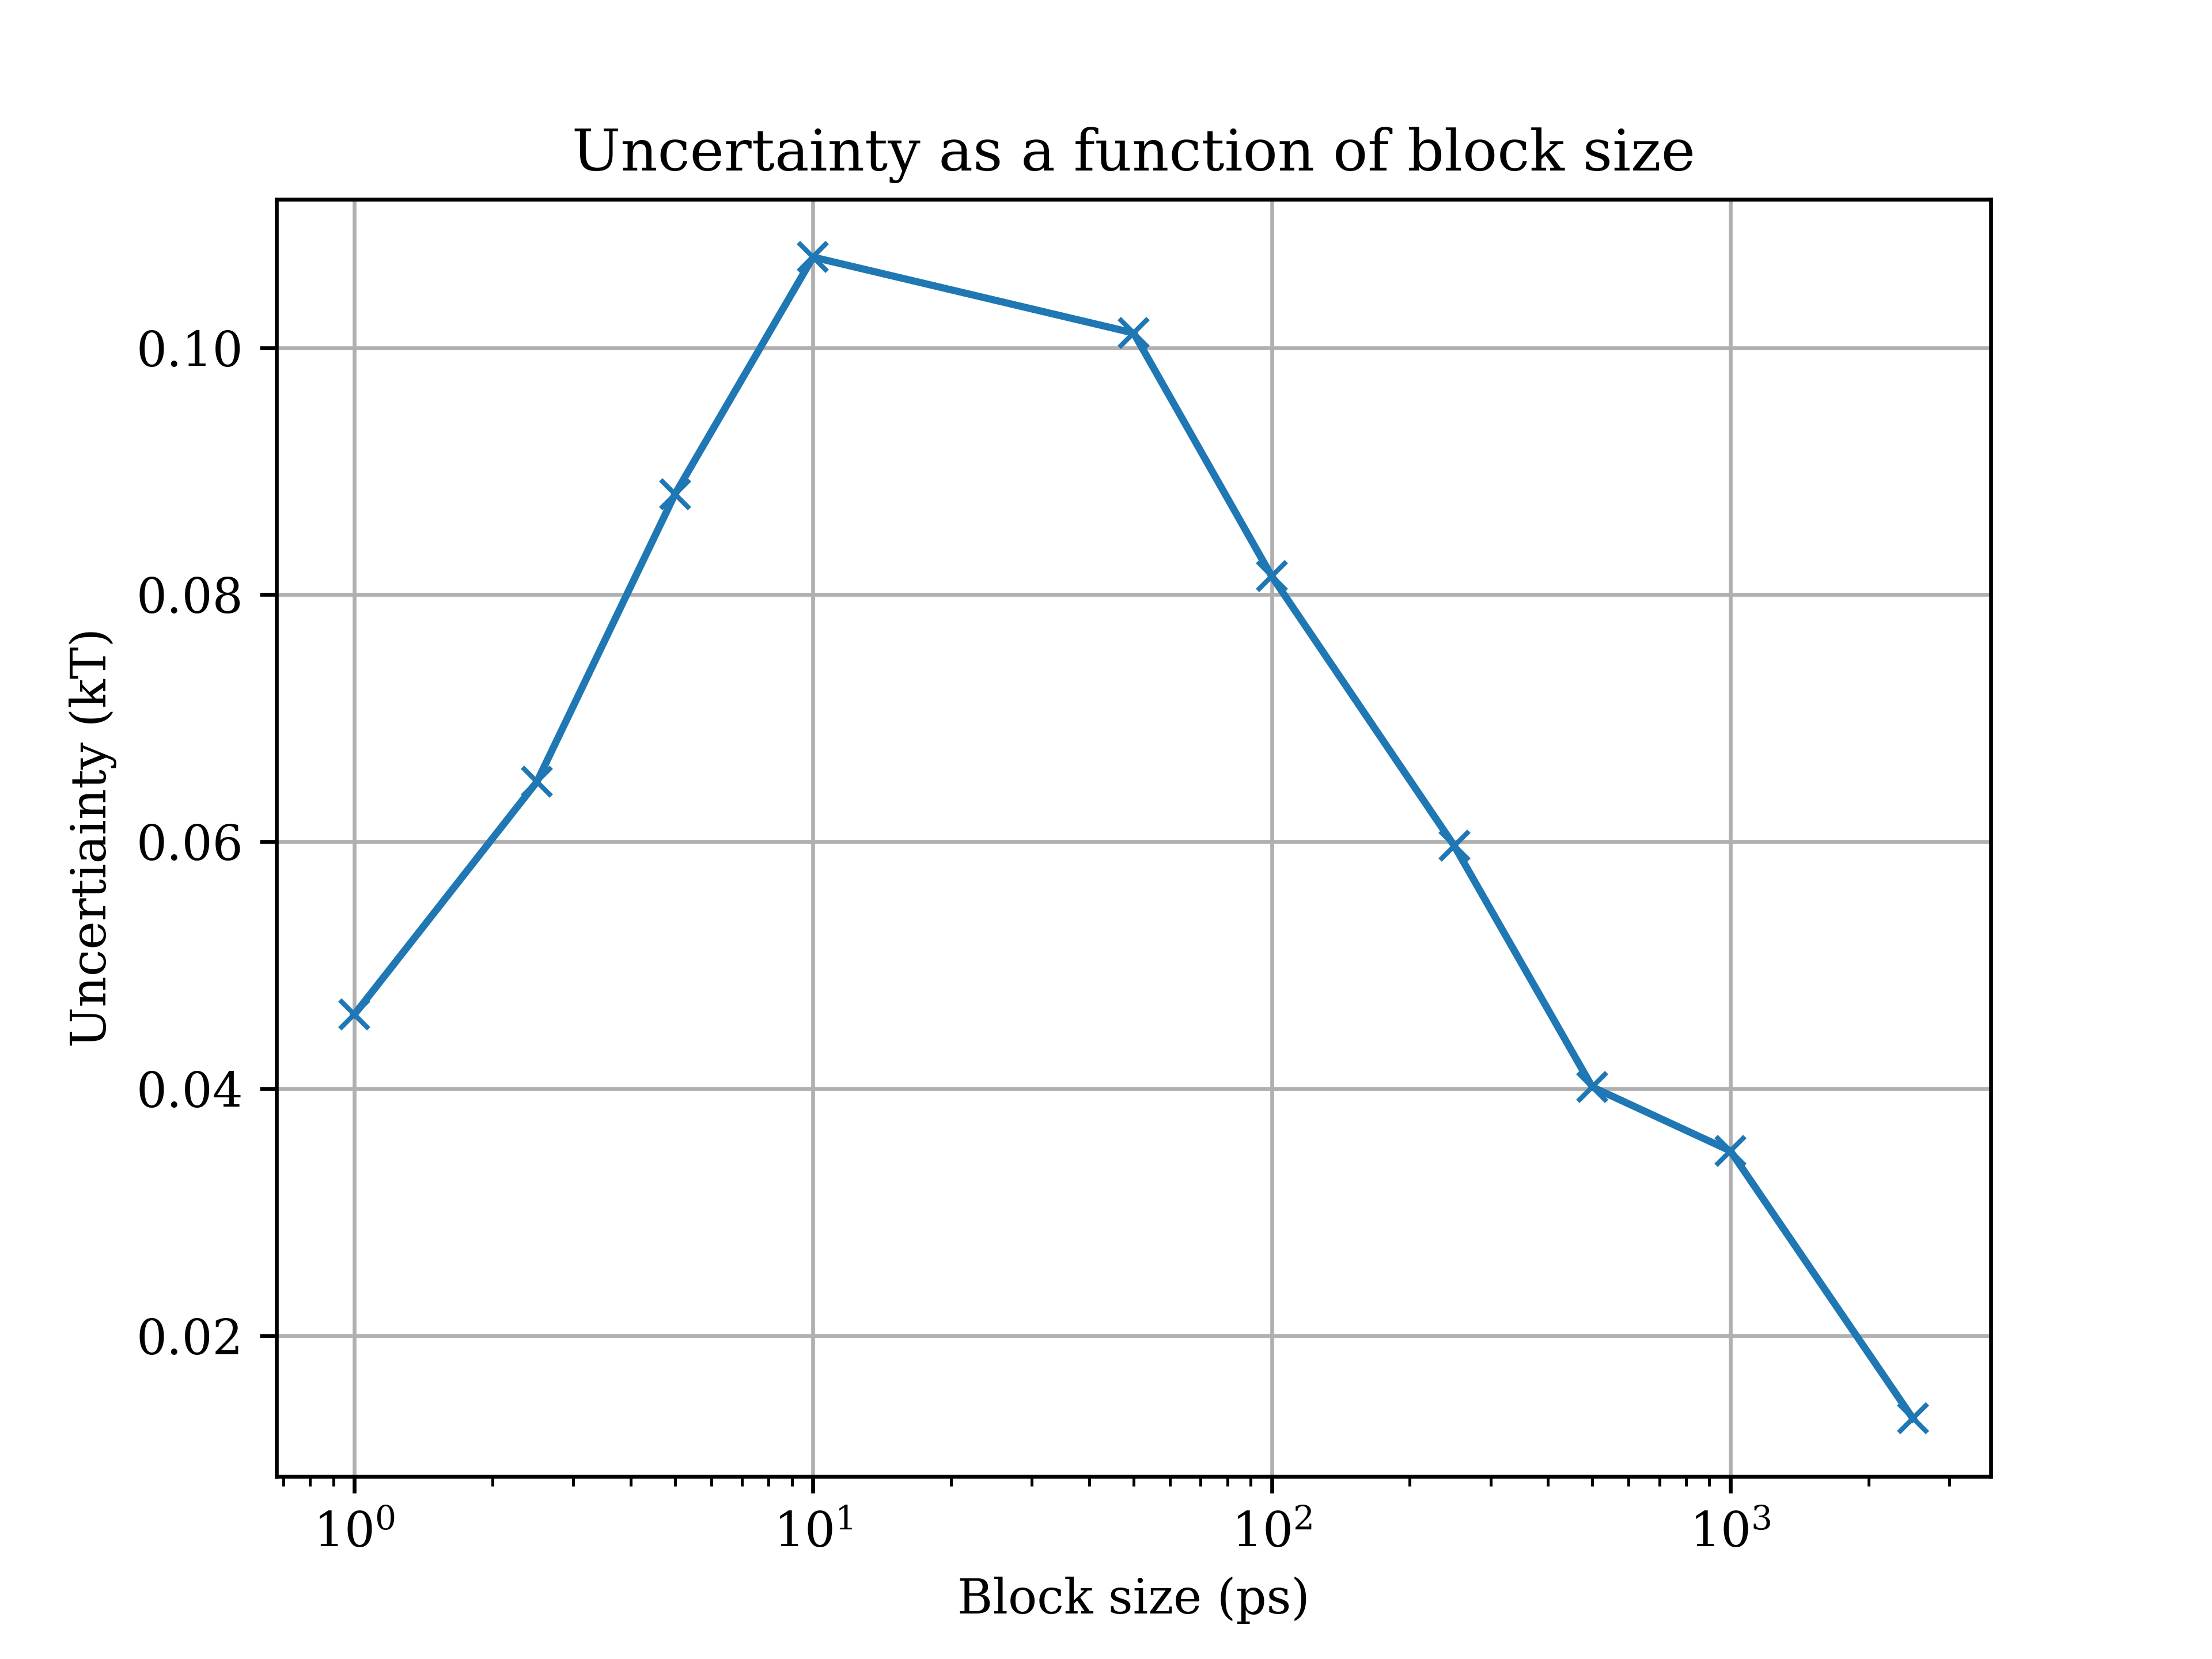 Uncertainty as a function of block size
Uncertiainty (kT)
0.10
0.08
0.06
0.04
0.02
10⁰ 10¹ 10² 10³
Block size (ps)